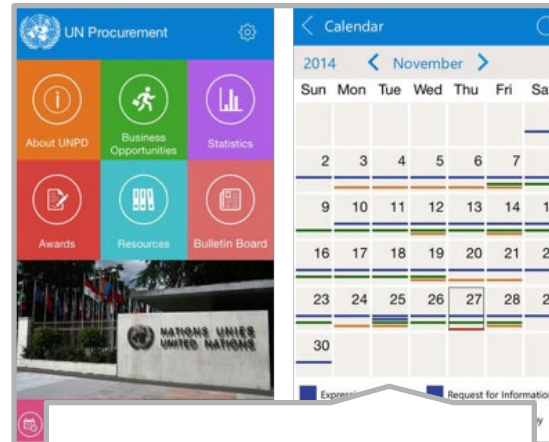 UN Procurement
About UNPD
Business
Opportunities
Statistics
Awards
Resources
Bulletin Board
NATIONS UNIES
UNITED NATIONS
Calendar
2014
November
Sun Mon Tue Wed Thu Fri
2 3 4 5 6 7
9 10 11 12 13 14
16 17 18 19 20 21
23 24 25 26 27 28
30
Request for Information